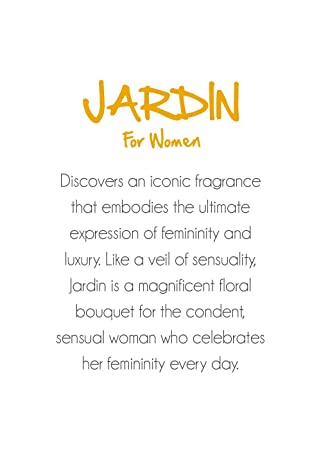 JARDIN
For Women
Discovers an iconic fragrance
that embodies the ultimate
expression of femininity and
luxury. Like a veil of sensuality,
Jardin is a magnificent floral
bouquet for the condent,
sensual woman who celebrates
her femininity every day.